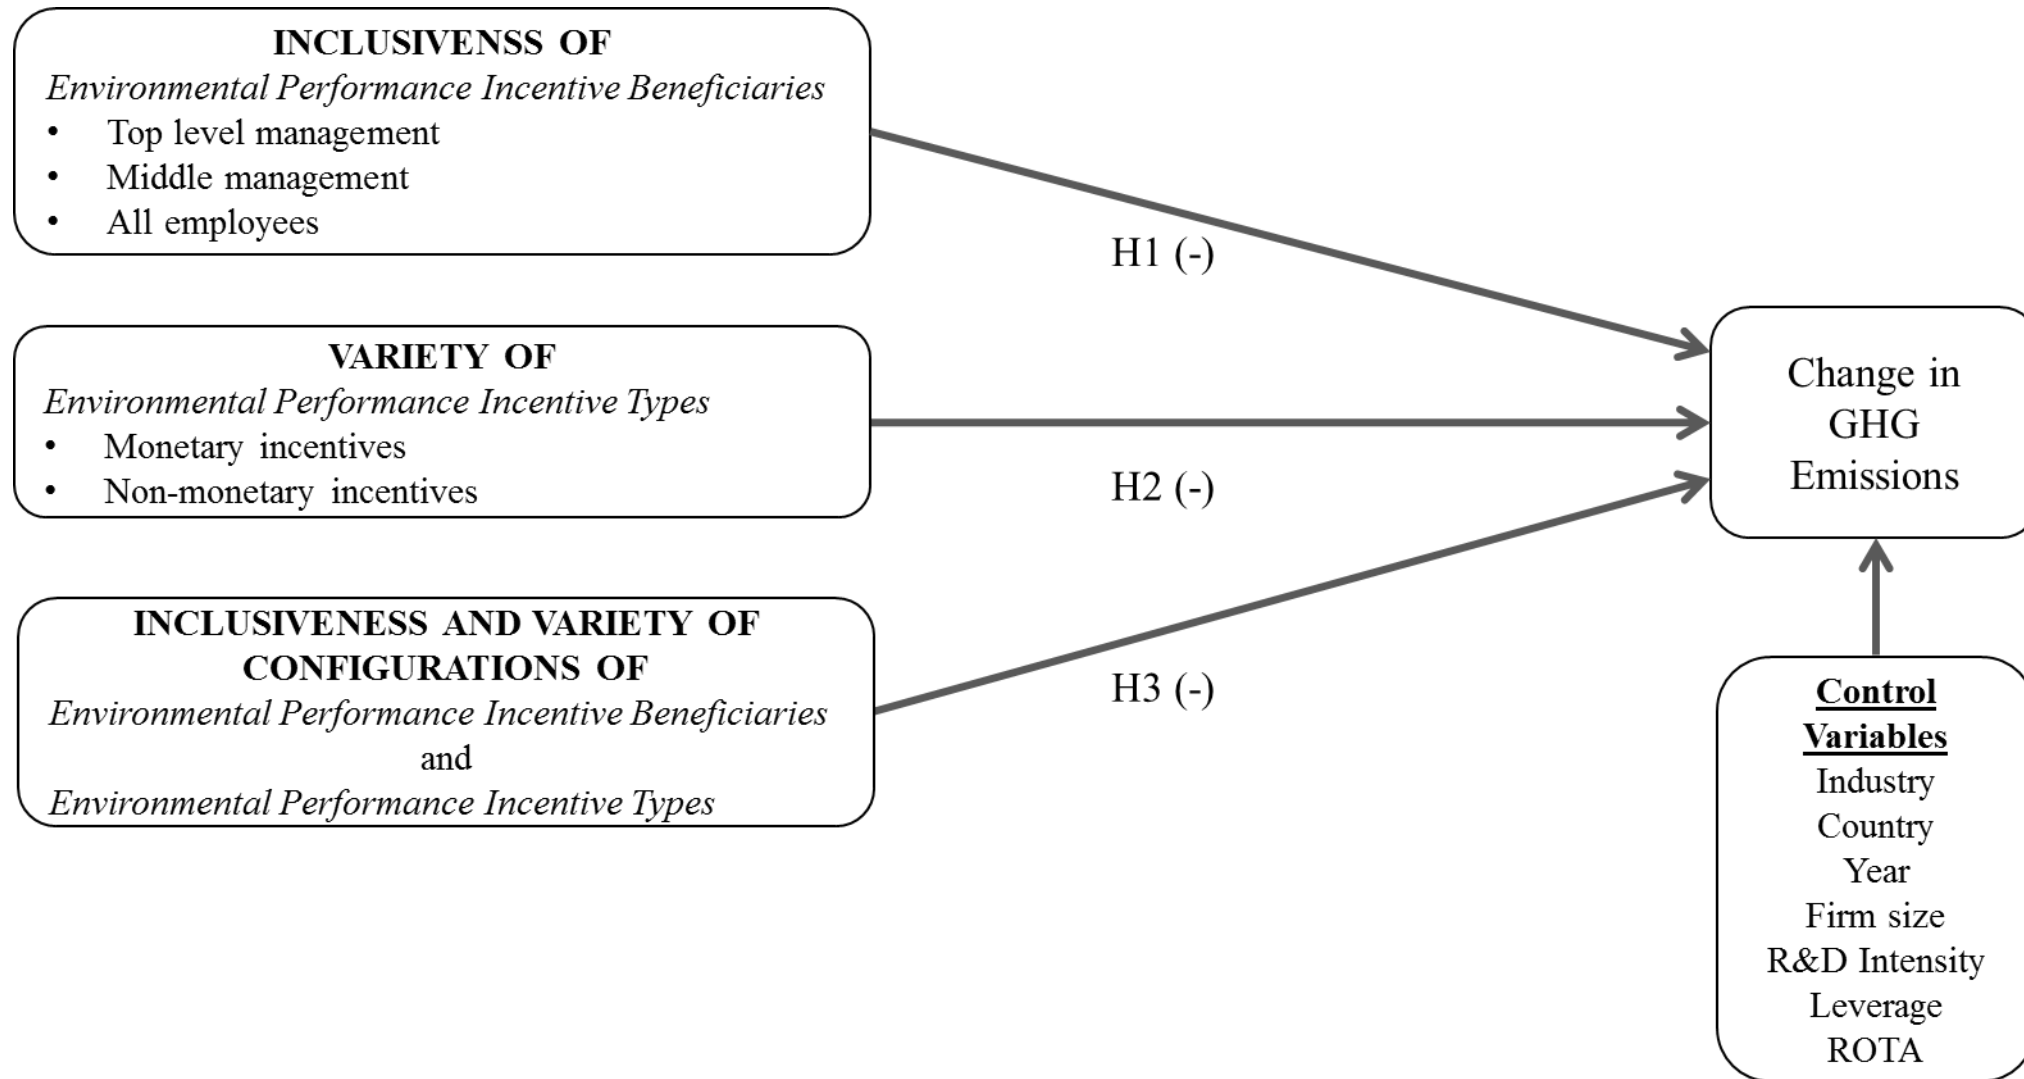 INCLUSIVENSS OF
Environmental Performance Incentive Beneficiaries
• Top level management
• Middle management
• All employees
H1 (-)
VARIETY OF
Environmental Performance Incentive Types
• Monetary incentives
• Non-monetary incentives
H2 (-)
INCLUSIVENESS AND VARIETY OF
CONFIGURATIONS OF
Environmental Performance Incentive Beneficiaries
and
Environmental Performance Incentive Types
H3 (-)
Change in
GHG
Emissions
Control
Variables
Industry
Country
Year
Firm size
R&D Intensity
Leverage
ROTA